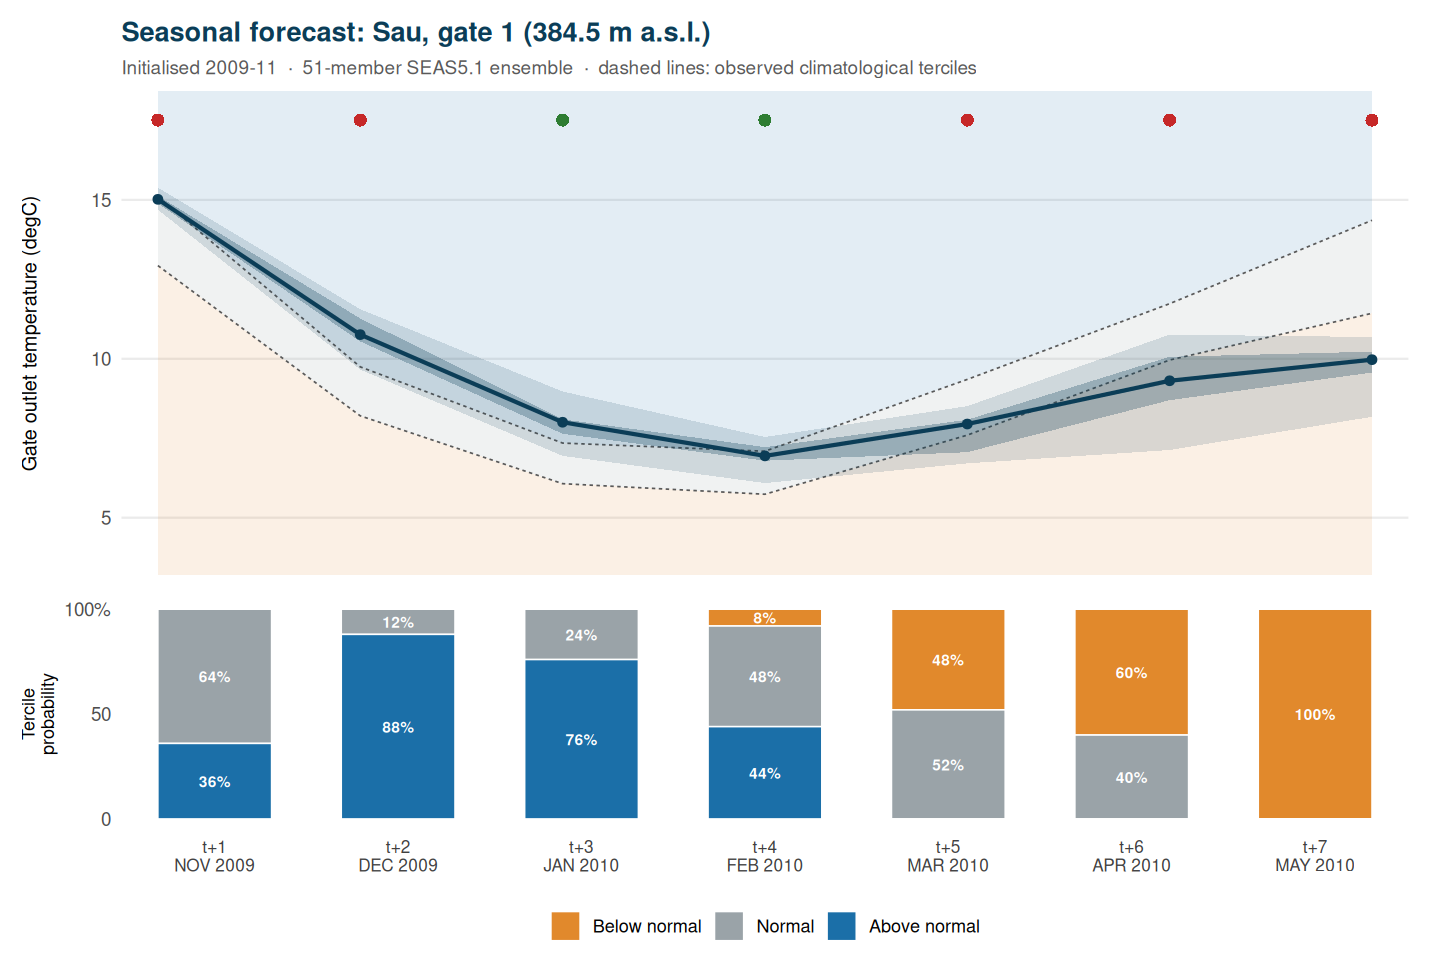 Seasonal forecast: Sau, gate 1 (384.5 m a.s.l.)
Initialised 2009-11 · 51-member SEAS5.1 ensemble · dashed lines: observed climatological terciles
Gate outlet temperature (degC)
15
10
5
Tercile
probability
100%
50
0
64%
36%
12%
88%
24%
76%
8%
48%
44%
48%
52%
60%
40%
100%
t+1
NOV 2009
t+2
DEC 2009
t+3
JAN 2010
t+4
FEB 2010
t+5
MAR 2010
t+6
APR 2010
t+7
MAY 2010
Below normal
Normal
Above normal